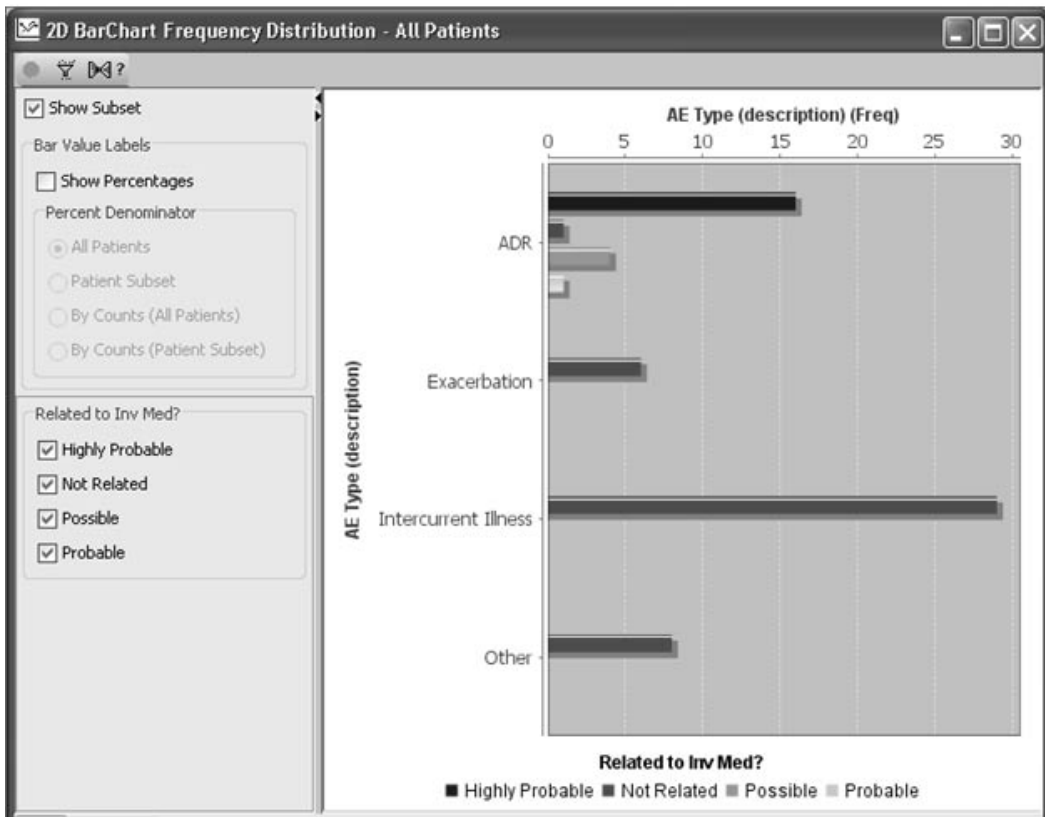 2D BarChart Frequency Distribution - All Patients
?
Show Subset
Bar Value Labels
Show Percentages
Percent Denominator
All Patients
Patient Subset
By Counts (All Patients)
By Counts (Patient Subset)
Related to Inv Med?
Highly Probable
Not Related
Possible
Probable
AE Type (description) (Freq)
0 5 10 15 20 25 30
AE Type (description)
ADR
Exacerbation
Intercurrent Illness
Other
Related to Inv Med?
Highly Probable Not Related Possible Probable